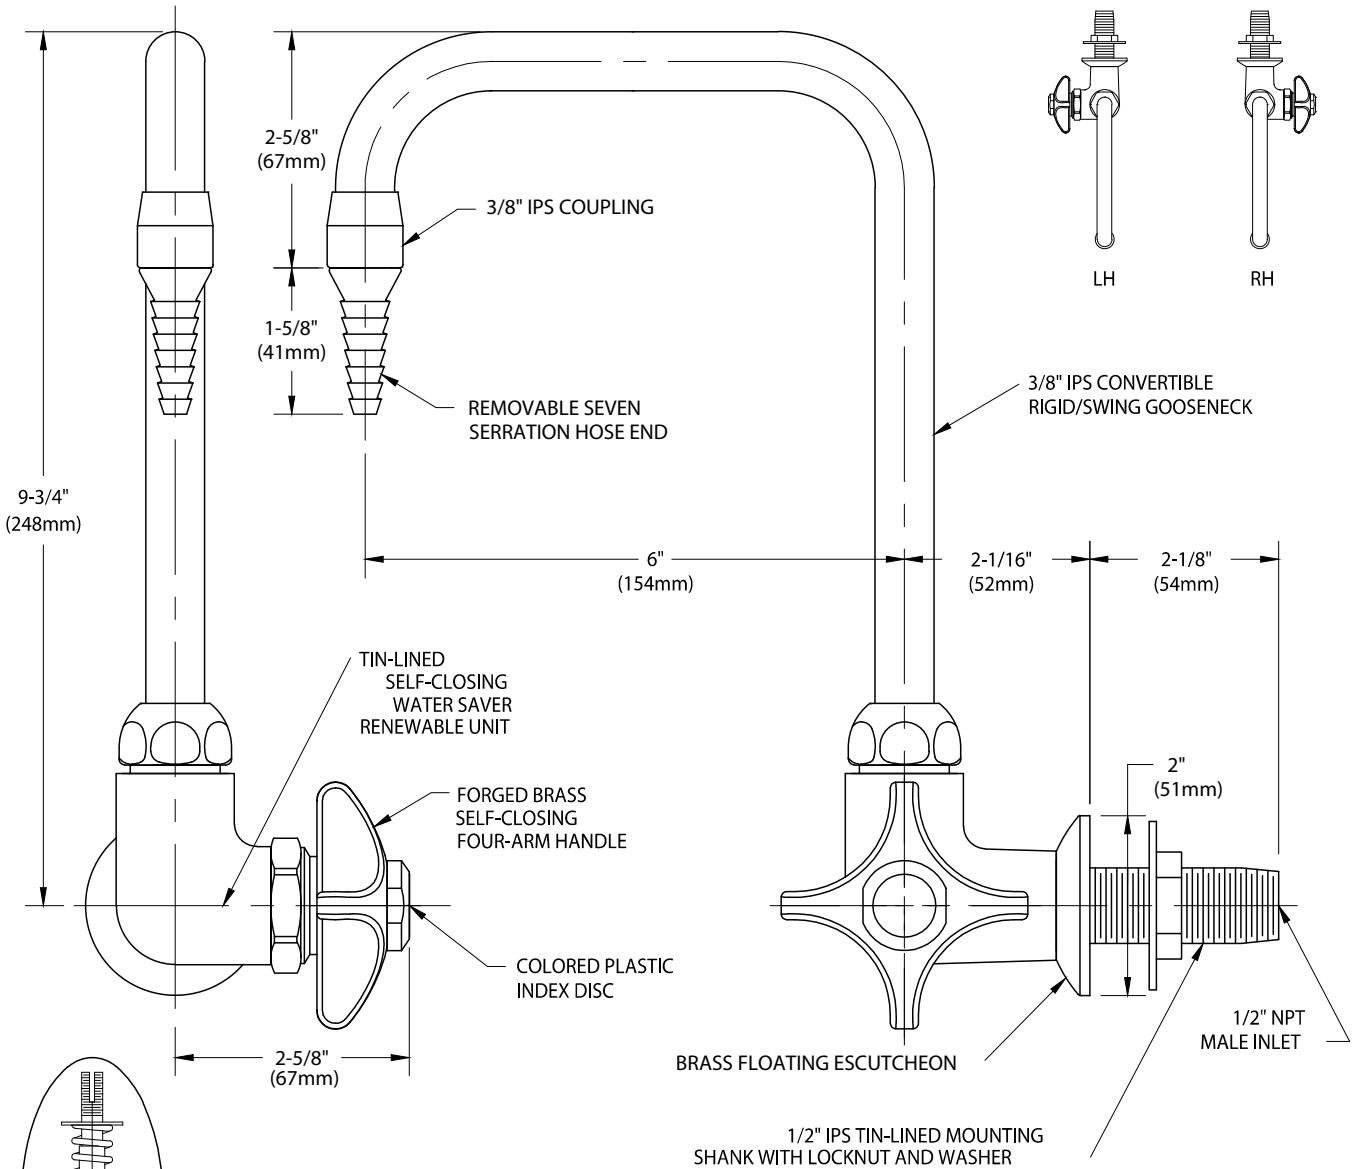 2-5/8"
(67mm)
3/8" IPS COUPLING
LH
RH
1-5/8"
(41mm)
3/8" IPS CONVERTIBLE
RIGID/SWING GOOSENECK
REMOVABLE SEVEN
SERRATION HOSE END
9-3/4"
(248mm)
6"
(154mm)
2-1/16"
(52mm)
2-1/8"
(54mm)
TIN-LINED
SELF-CLOSING
WATER SAVER
RENEWABLE UNIT
2"
(51mm)
FORGED BRASS
SELF-CLOSING
FOUR-ARM HANDLE
COLORED PLASTIC
INDEX DISC
1/2" NPT
MALE INLET
2-5/8"
(67mm)
BRASS FLOATING ESCUTCHEON
1/2" IPS TIN-LINED MOUNTING
SHANK WITH LOCKNUT AND WASHER